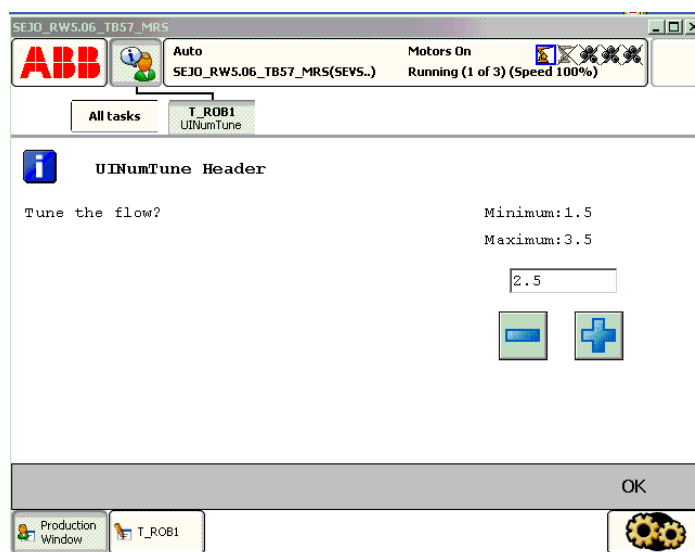 SEJO_RW5.06_TB57_MRS
ABB
Auto
Motors On
SEJO_RW5.06_TB57_MRS(SEVS..)
Running (1 of 3) (Speed 100%)
All tasks
T_ROB1
UINumTune
i
UINumTune Header
Tune the flow?
Minimum:1.5
Maximum:3.5
2.5
OK
Production
Window
T_ROB1